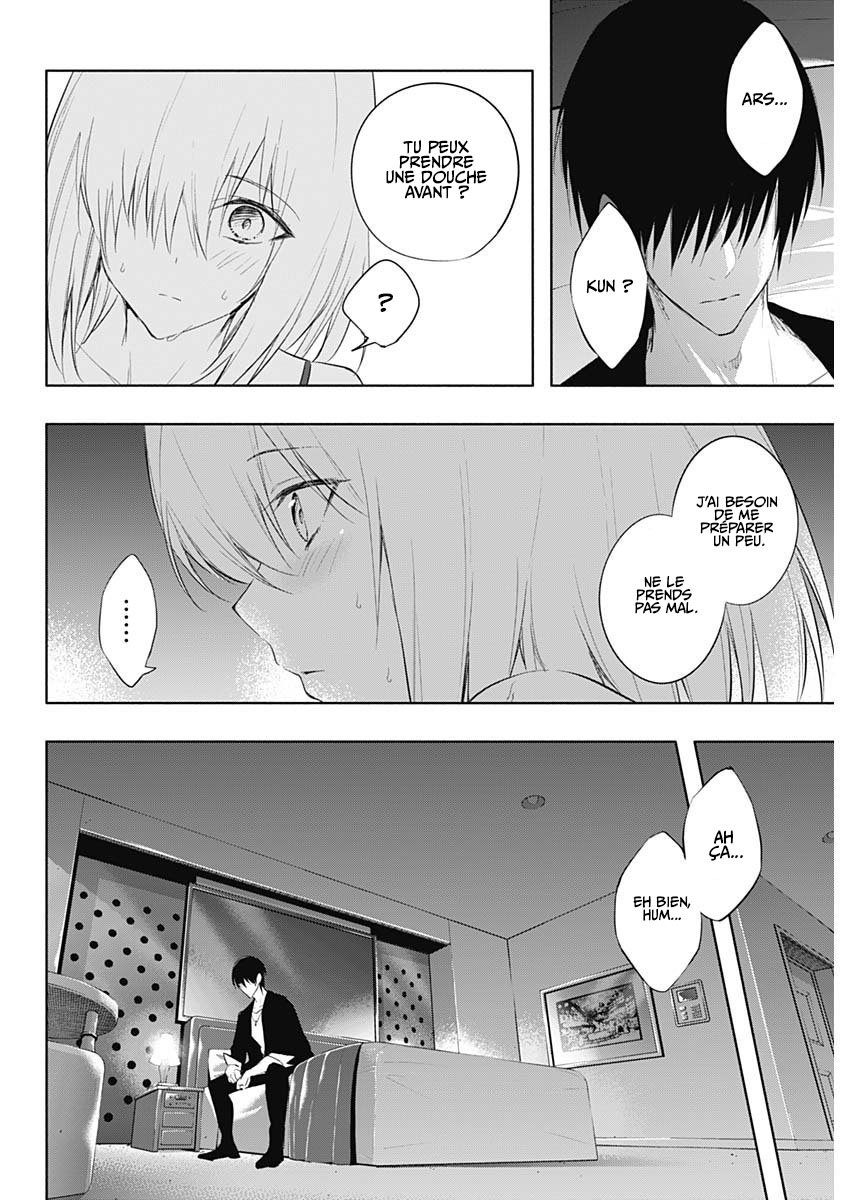 ARS...
KUN ?
TU PEUX
PRENDRE
UNE DOUCHE
AVANT ?
?
J'AI BESOIN
DE ME
PRÉPARER
UN PEU.
NE LE
PRENDS
PAS MAL.
......
AH
ÇA...
EH BIEN,
HUM...